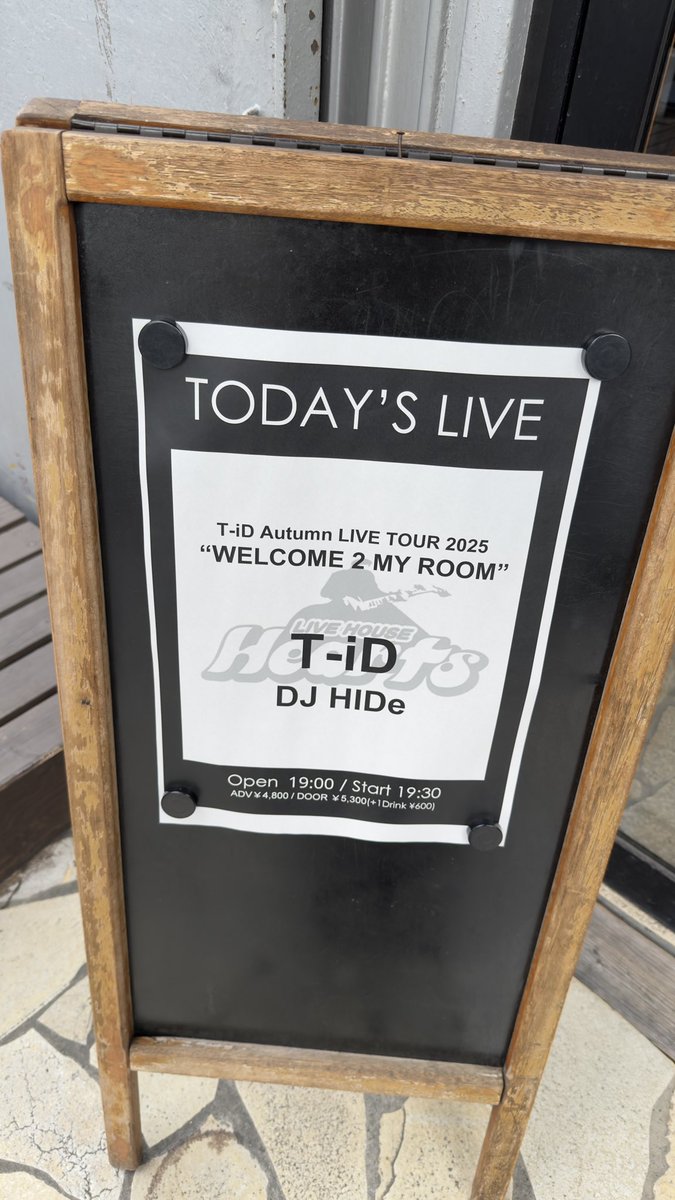 TODAY'S LIVE
T-iD Autumn LIVE TOUR 2025
“WELCOME 2 MY ROOM”
LIVE HOUSE
Hearts
T-iD
DJ HIDe
Open 19:00 / Start 19:30
ADV¥4,800 / DOOR ¥5,300(+1Drink ¥600)